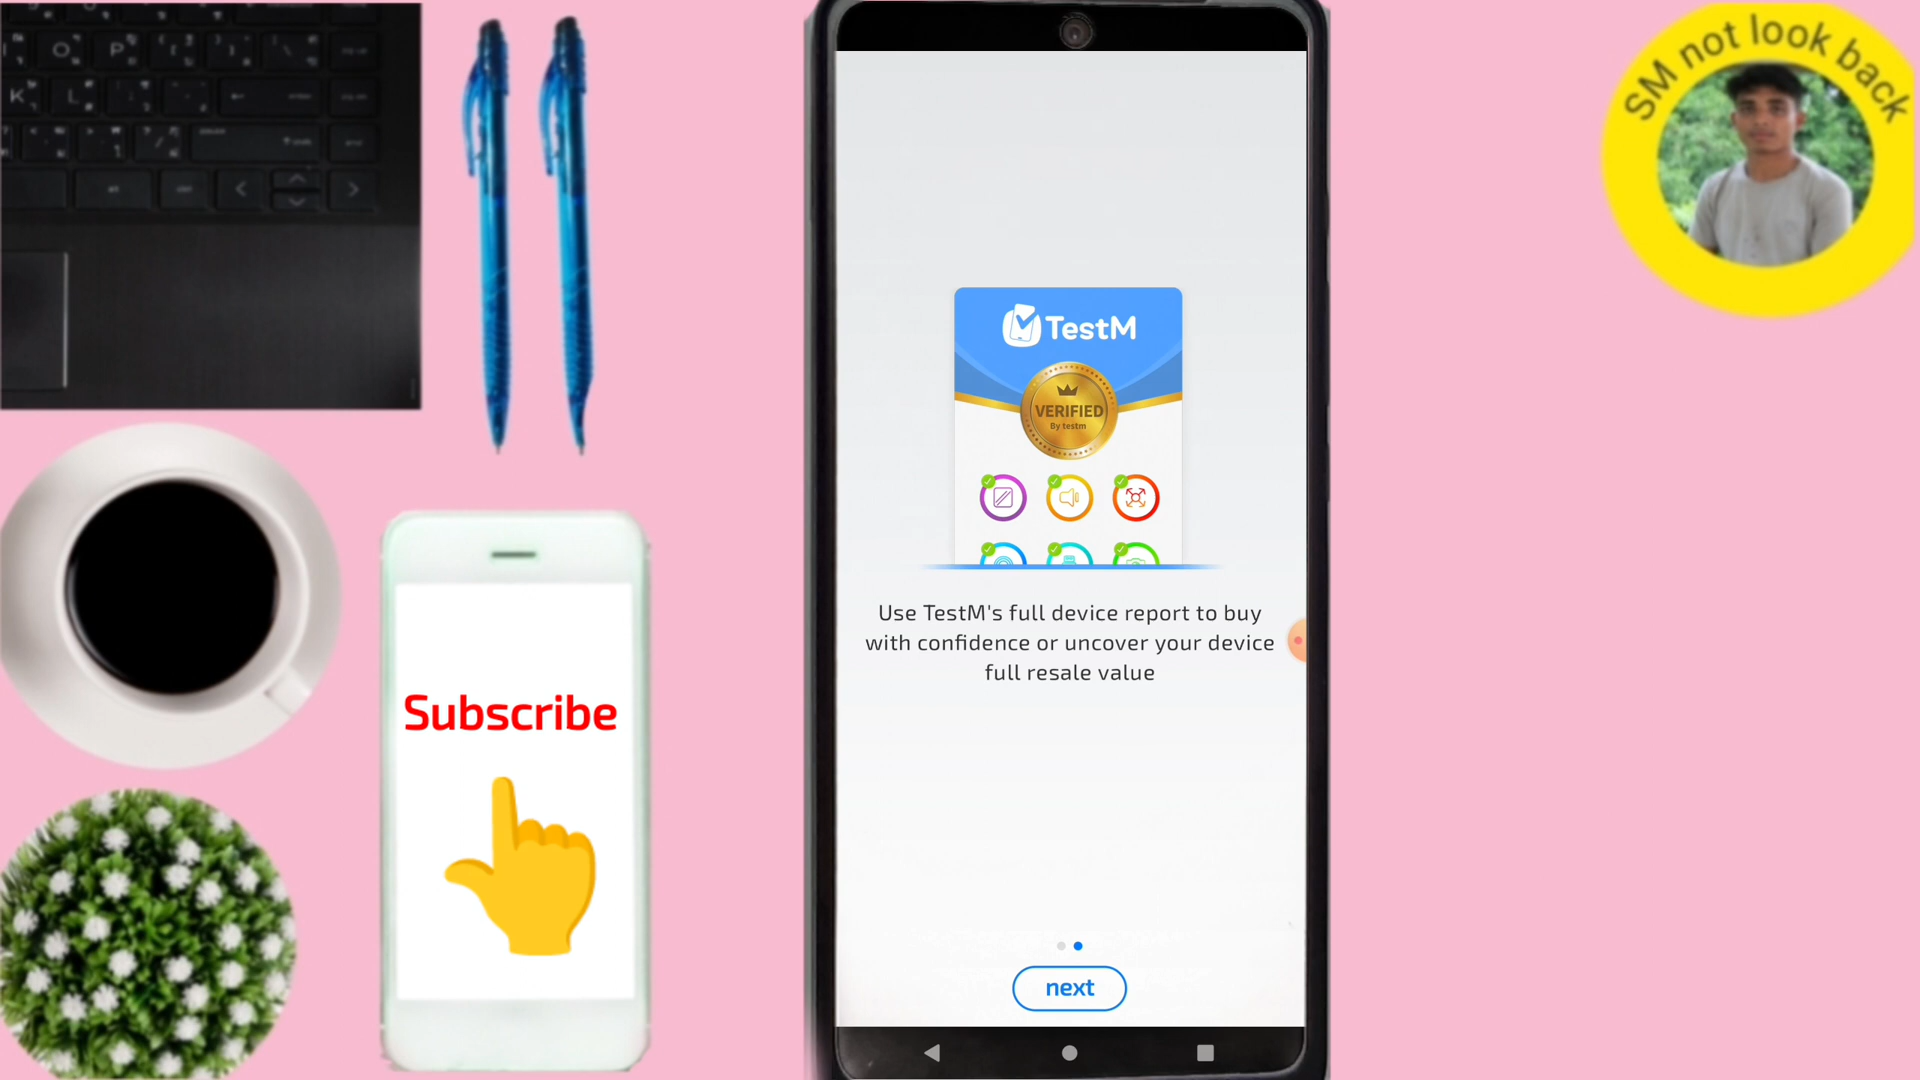 SM not look back
O P
K L
TestM
VERIFIED
By testm
Use TestM's full device report to buy
with confidence or uncover your device
full resale value
Subscribe
next